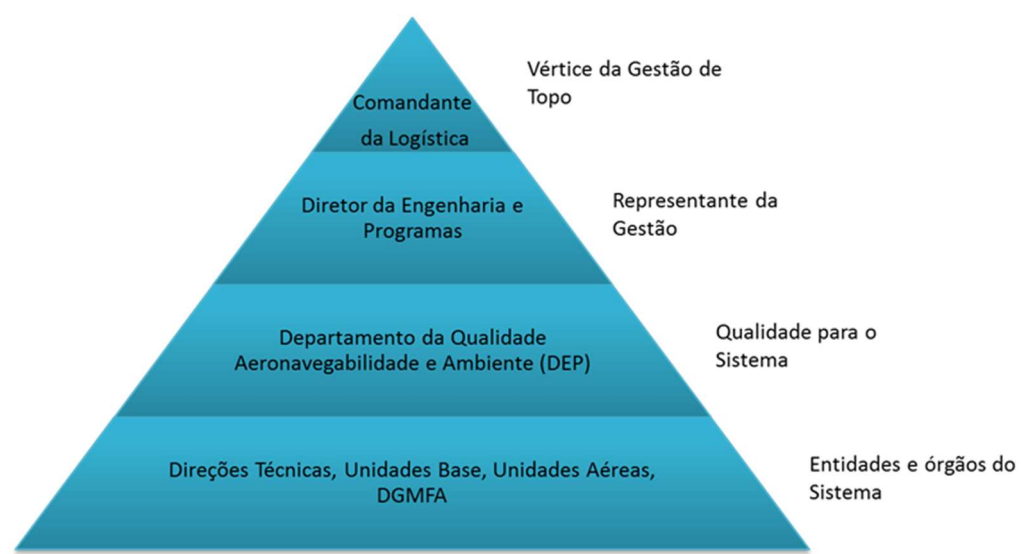 Comandante
da Logística
Vértice da Gestão de
Topo
Diretor da Engenharia e
Programas
Representante da
Gestão
Departamento da Qualidade
Aeronavegabilidade e Ambiente (DEP)
Qualidade para o
Sistema
Direções Técnicas, Unidades Base, Unidades Aéreas,
DGMFA
Entidades e órgãos do
Sistema